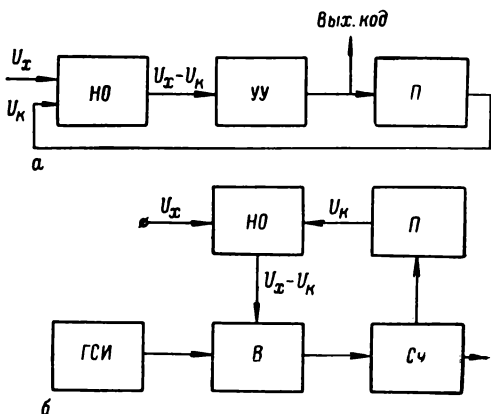 Вых. код
U_x
U_к
НО
U_x-U_к
УУ
П
а
U_x
НО
U_к
П
U_x-U_к
ГСИ
В
Сч
б